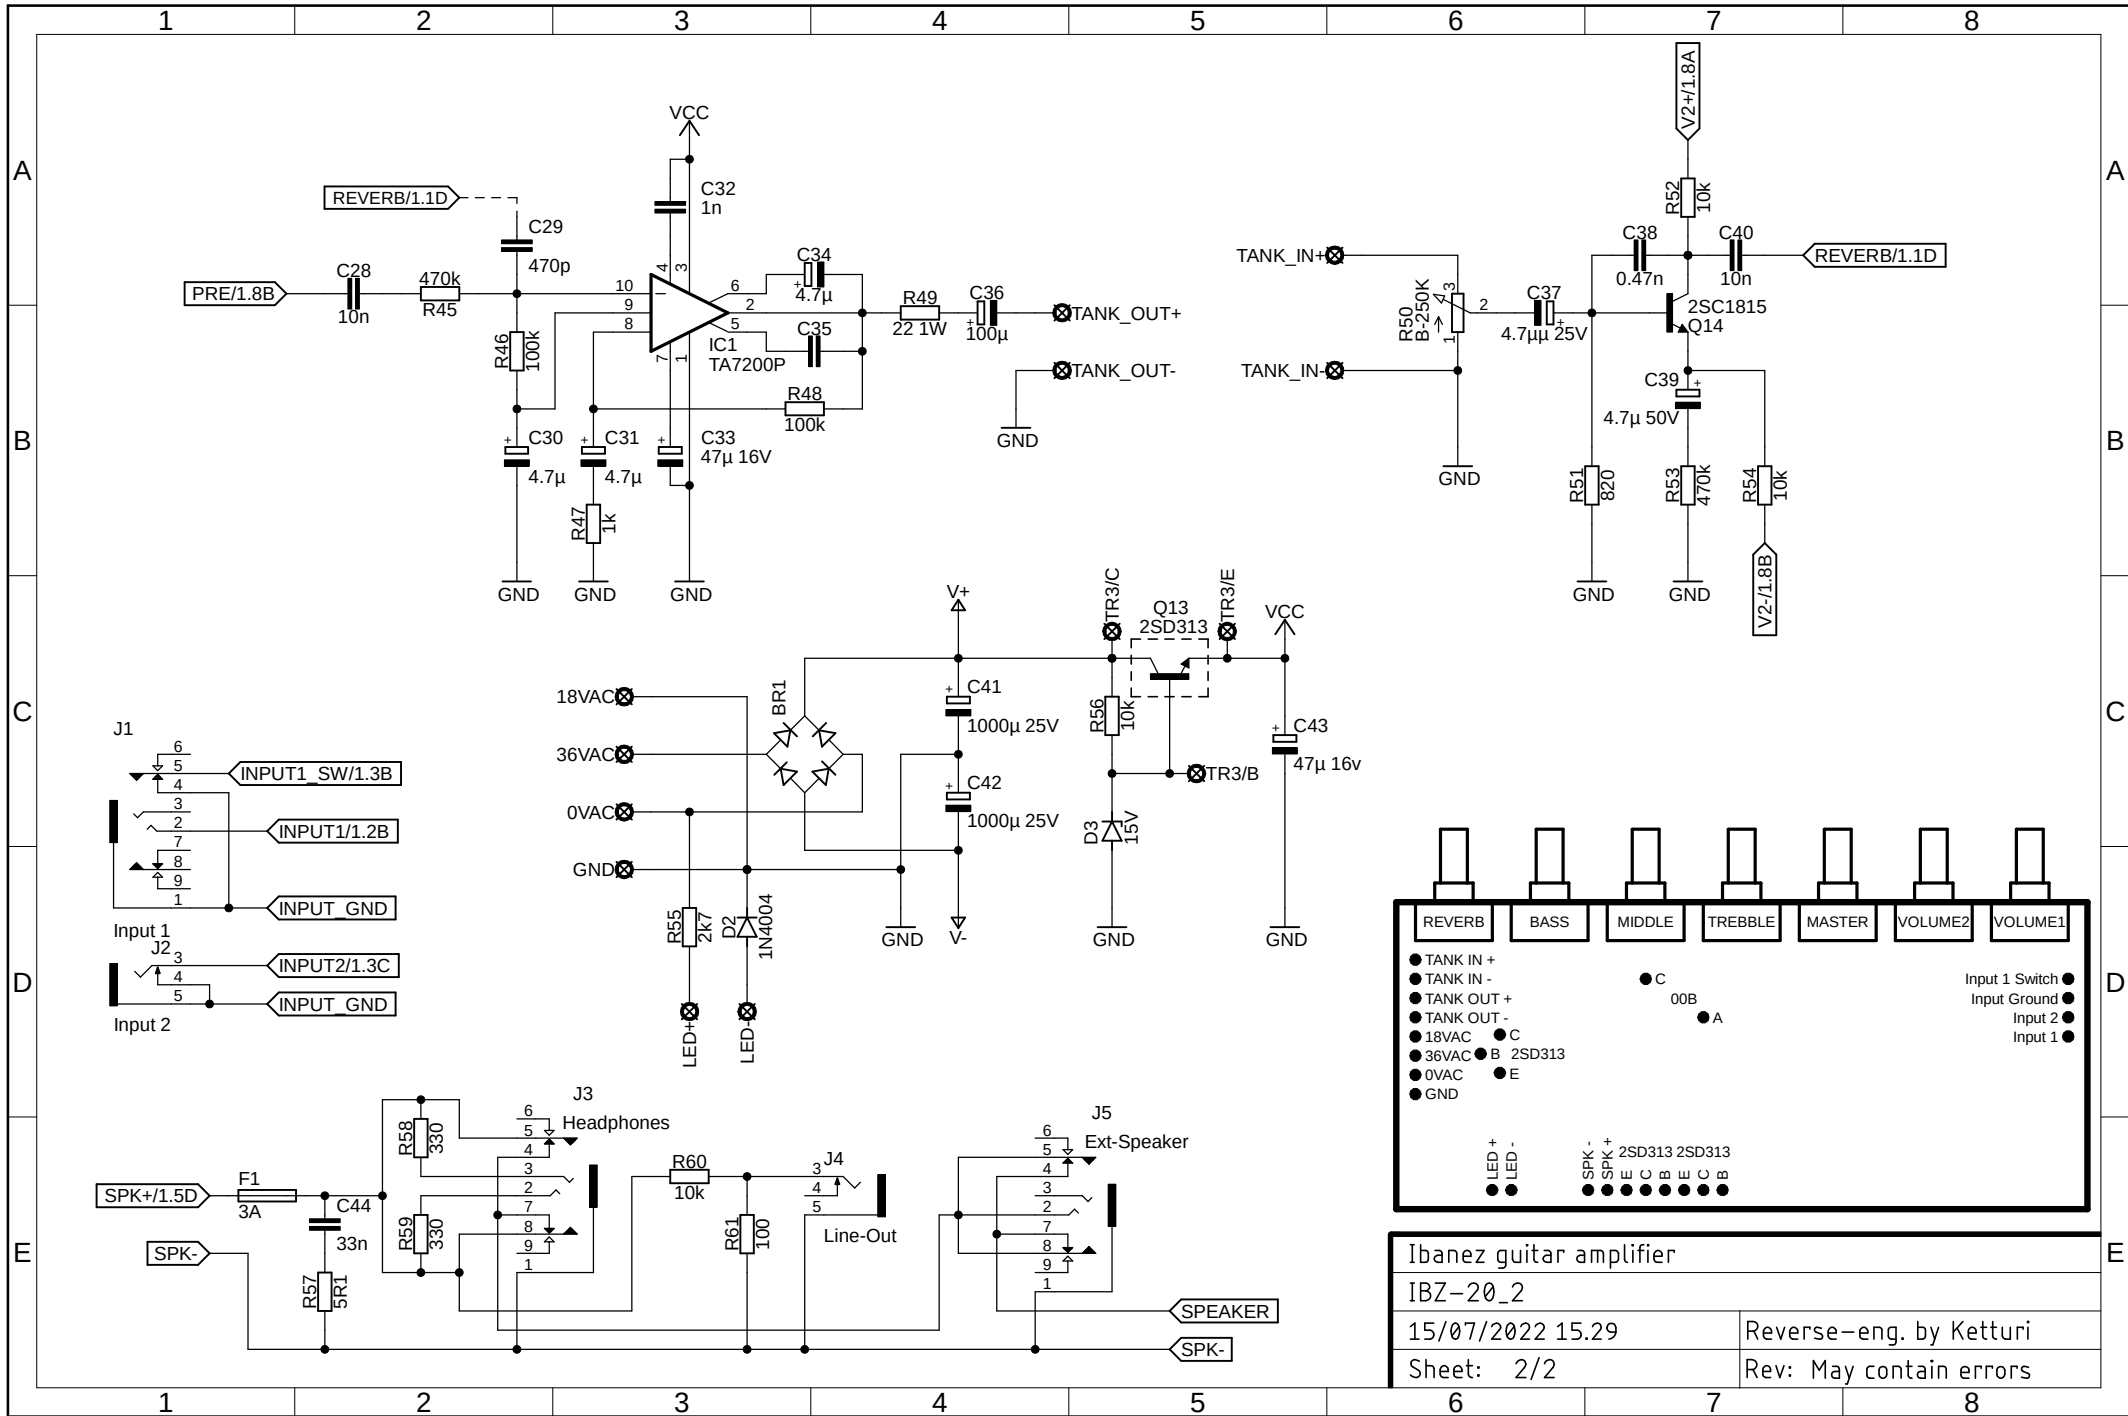 1 2 3 4 5 6 7 8
A
B
C
D
E
A
B
C
D
E
VCC
REVERB/1.1D
C32
1n
C29
470p
PRE/1.8B
C28
10n
470k
R45
4 3
10
9
8
6
2
5
7 1
IC1
TA7200P
C34
+
4.7µ
C35
R46
100k
R48
100k
R49
22 1W
C36
+
100µ
TANK_OUT+
TANK_OUT-
GND
+
C30
4.7µ
+
C31
4.7µ
+
C33
47µ 16V
R47
1k
GND
GND
GND
V2+/1.8A
R52
10k
TANK_IN+
TANK_IN-
R50
B-250K
3
2
1
C37
+
4.7µµ 25V
C38
0.47n
C40
10n
REVERB/1.1D
2SC1815
Q14
C39
+
4.7µ 50V
R51
820
R53
470k
R54
10k
GND
GND
GND
V2-/1.8B
V+
TR3/C
Q13
2SD313
TR3/E
VCC
18VAC
36VAC
0VAC
GND
BR1
+
C41
1000µ 25V
+
C42
1000µ 25V
R56
10k
TR3/B
D3
15V
+
C43
47µ 16v
R55
2k7
D2
1N4004
GND
V-
GND
GND
LED+
LED-
J1
6
5
4
3
2
7
8
9
1
INPUT1_SW/1.3B
INPUT1/1.2B
INPUT_GND
Input 1
J2
3
4
5
INPUT2/1.3C
INPUT_GND
Input 2
SPK+/1.5D
SPK-
F1
3A
C44
33n
R57
5R1
R58
330
R59
330
J3
Headphones
6
5
4
3
2
7
8
9
1
R60
10k
R61
100
J4
3
4
5
Line-Out
J5
Ext-Speaker
6
5
4
3
2
7
8
9
1
SPEAKER
SPK-
REVERB BASS MIDDLE TREBBLE MASTER VOLUME2 VOLUME1
TANK IN +
TANK IN -
TANK OUT +
TANK OUT -
18VAC
36VAC
0VAC
GND
C
B 2SD313
E
C
00B
A
Input 1 Switch
Input Ground
Input 2
Input 1
LED +
LED -
SPK -
SPK +
2SD313 2SD313
E
C
B
E
C
B
Ibanez guitar amplifier
IBZ-20_2
15/07/2022 15.29
Reverse-eng. by Ketturi
Sheet: 2/2
Rev: May contain errors
1 2 3 4 5 6 7 8